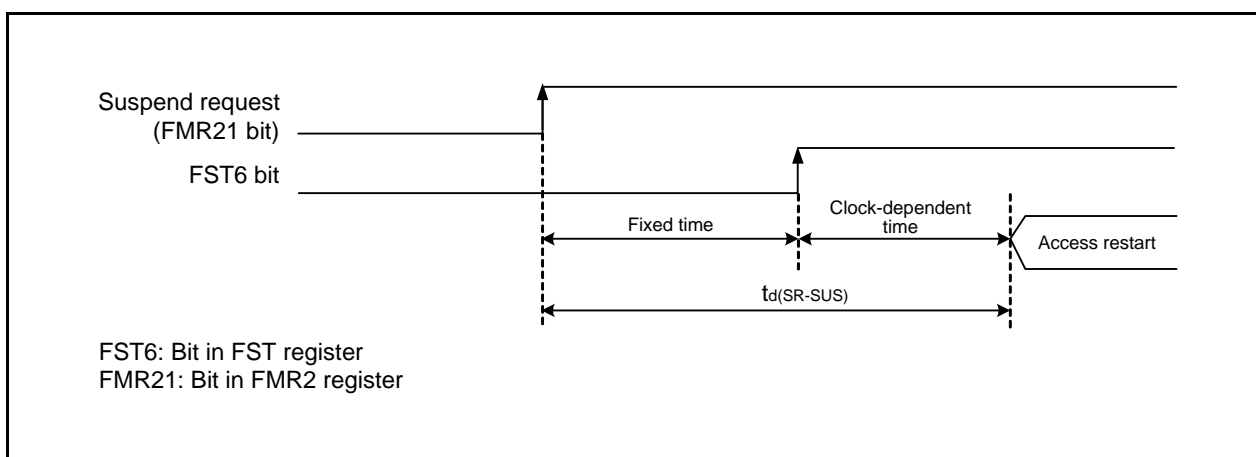 Suspend request
(FMR21 bit)
FST6 bit
Fixed time
Clock-dependent
time
Access restart
td(SR-SUS)
FST6: Bit in FST register
FMR21: Bit in FMR2 register